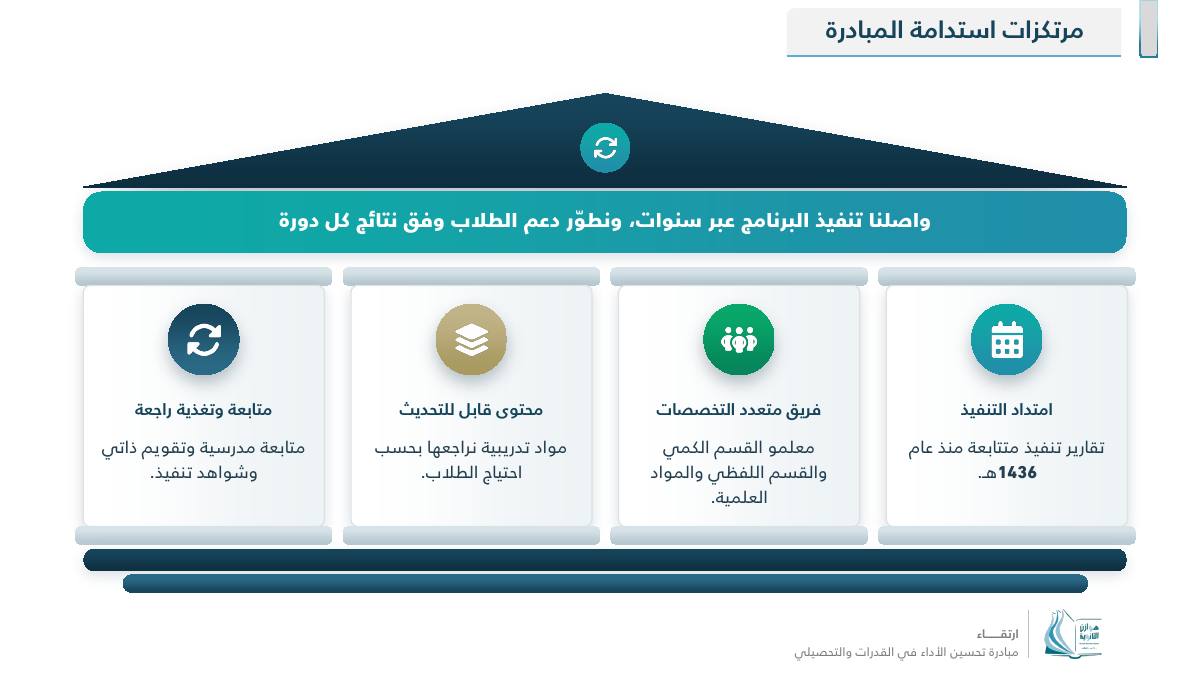 مرتكزات استدامة المبادرة
واصلنا تنفيذ البرنامج عبر سنوات، ونطوّر دعم الطلاب وفق نتائج كل دورة
امتداد التنفيذ
تقارير تنفيذ متتابعة منذ عام
1436هـ.
فريق متعدد التخصصات
معلمو القسم الكمي
والقسم اللفظي والمواد
العلمية.
محتوى قابل للتحديث
مواد تدريبية نراجعها بحسب
احتياج الطلاب.
متابعة وتغذية راجعة
متابعة مدرسية وتقويم ذاتي
وشواهد تنفيذ.
هوازن
الثانوية
ارتقـــــاء
مبادرة تحسين الأداء في القدرات والتحصيلي